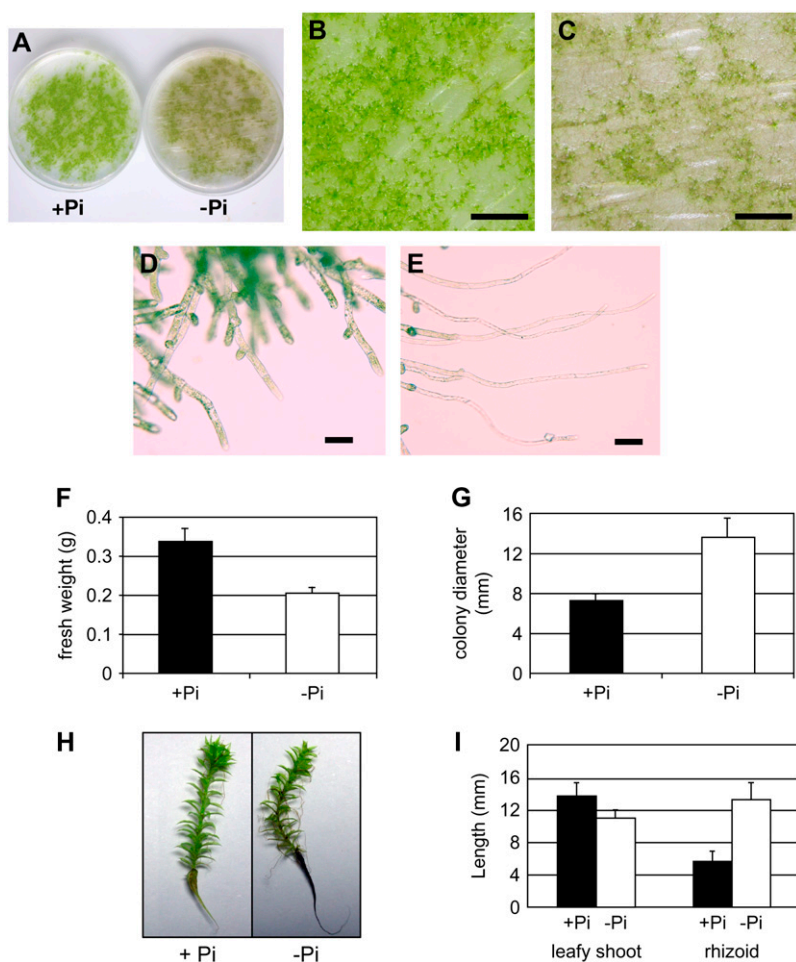 A
+Pi -Pi
B
C
D
E
F
fresh weight (g)
0.4
0.3
0.2
0.1
0
+Pi -Pi
G
colony diameter
(mm)
16
12
8
4
0
+Pi -Pi
H
+ Pi -Pi
I
Length (mm)
20
16
12
8
4
0
+Pi -Pi +Pi -Pi
leafy shoot rhizoid